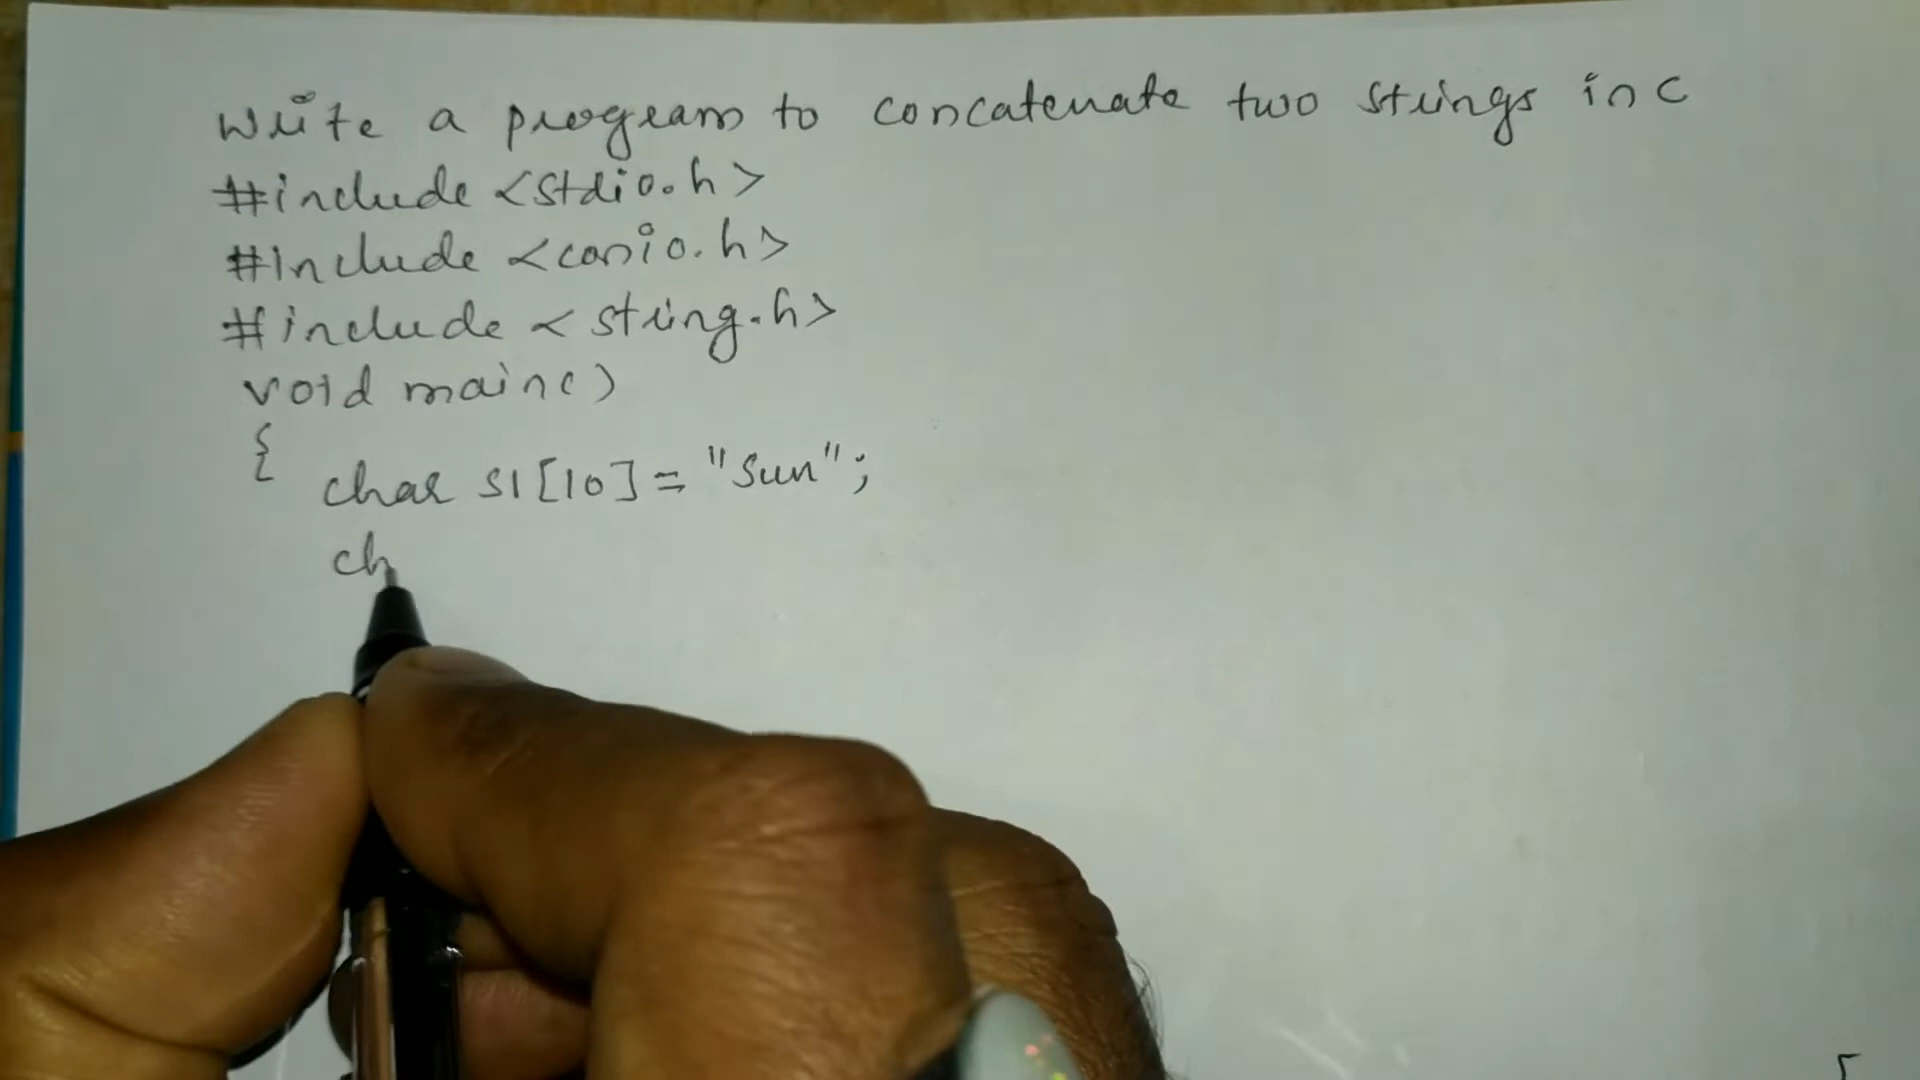 Write a program to concatenate two strings in c
#include <stdio.h>
#include <conio.h>
#include <string.h>
void main()
{
char s1[10] = "Sun";
ch